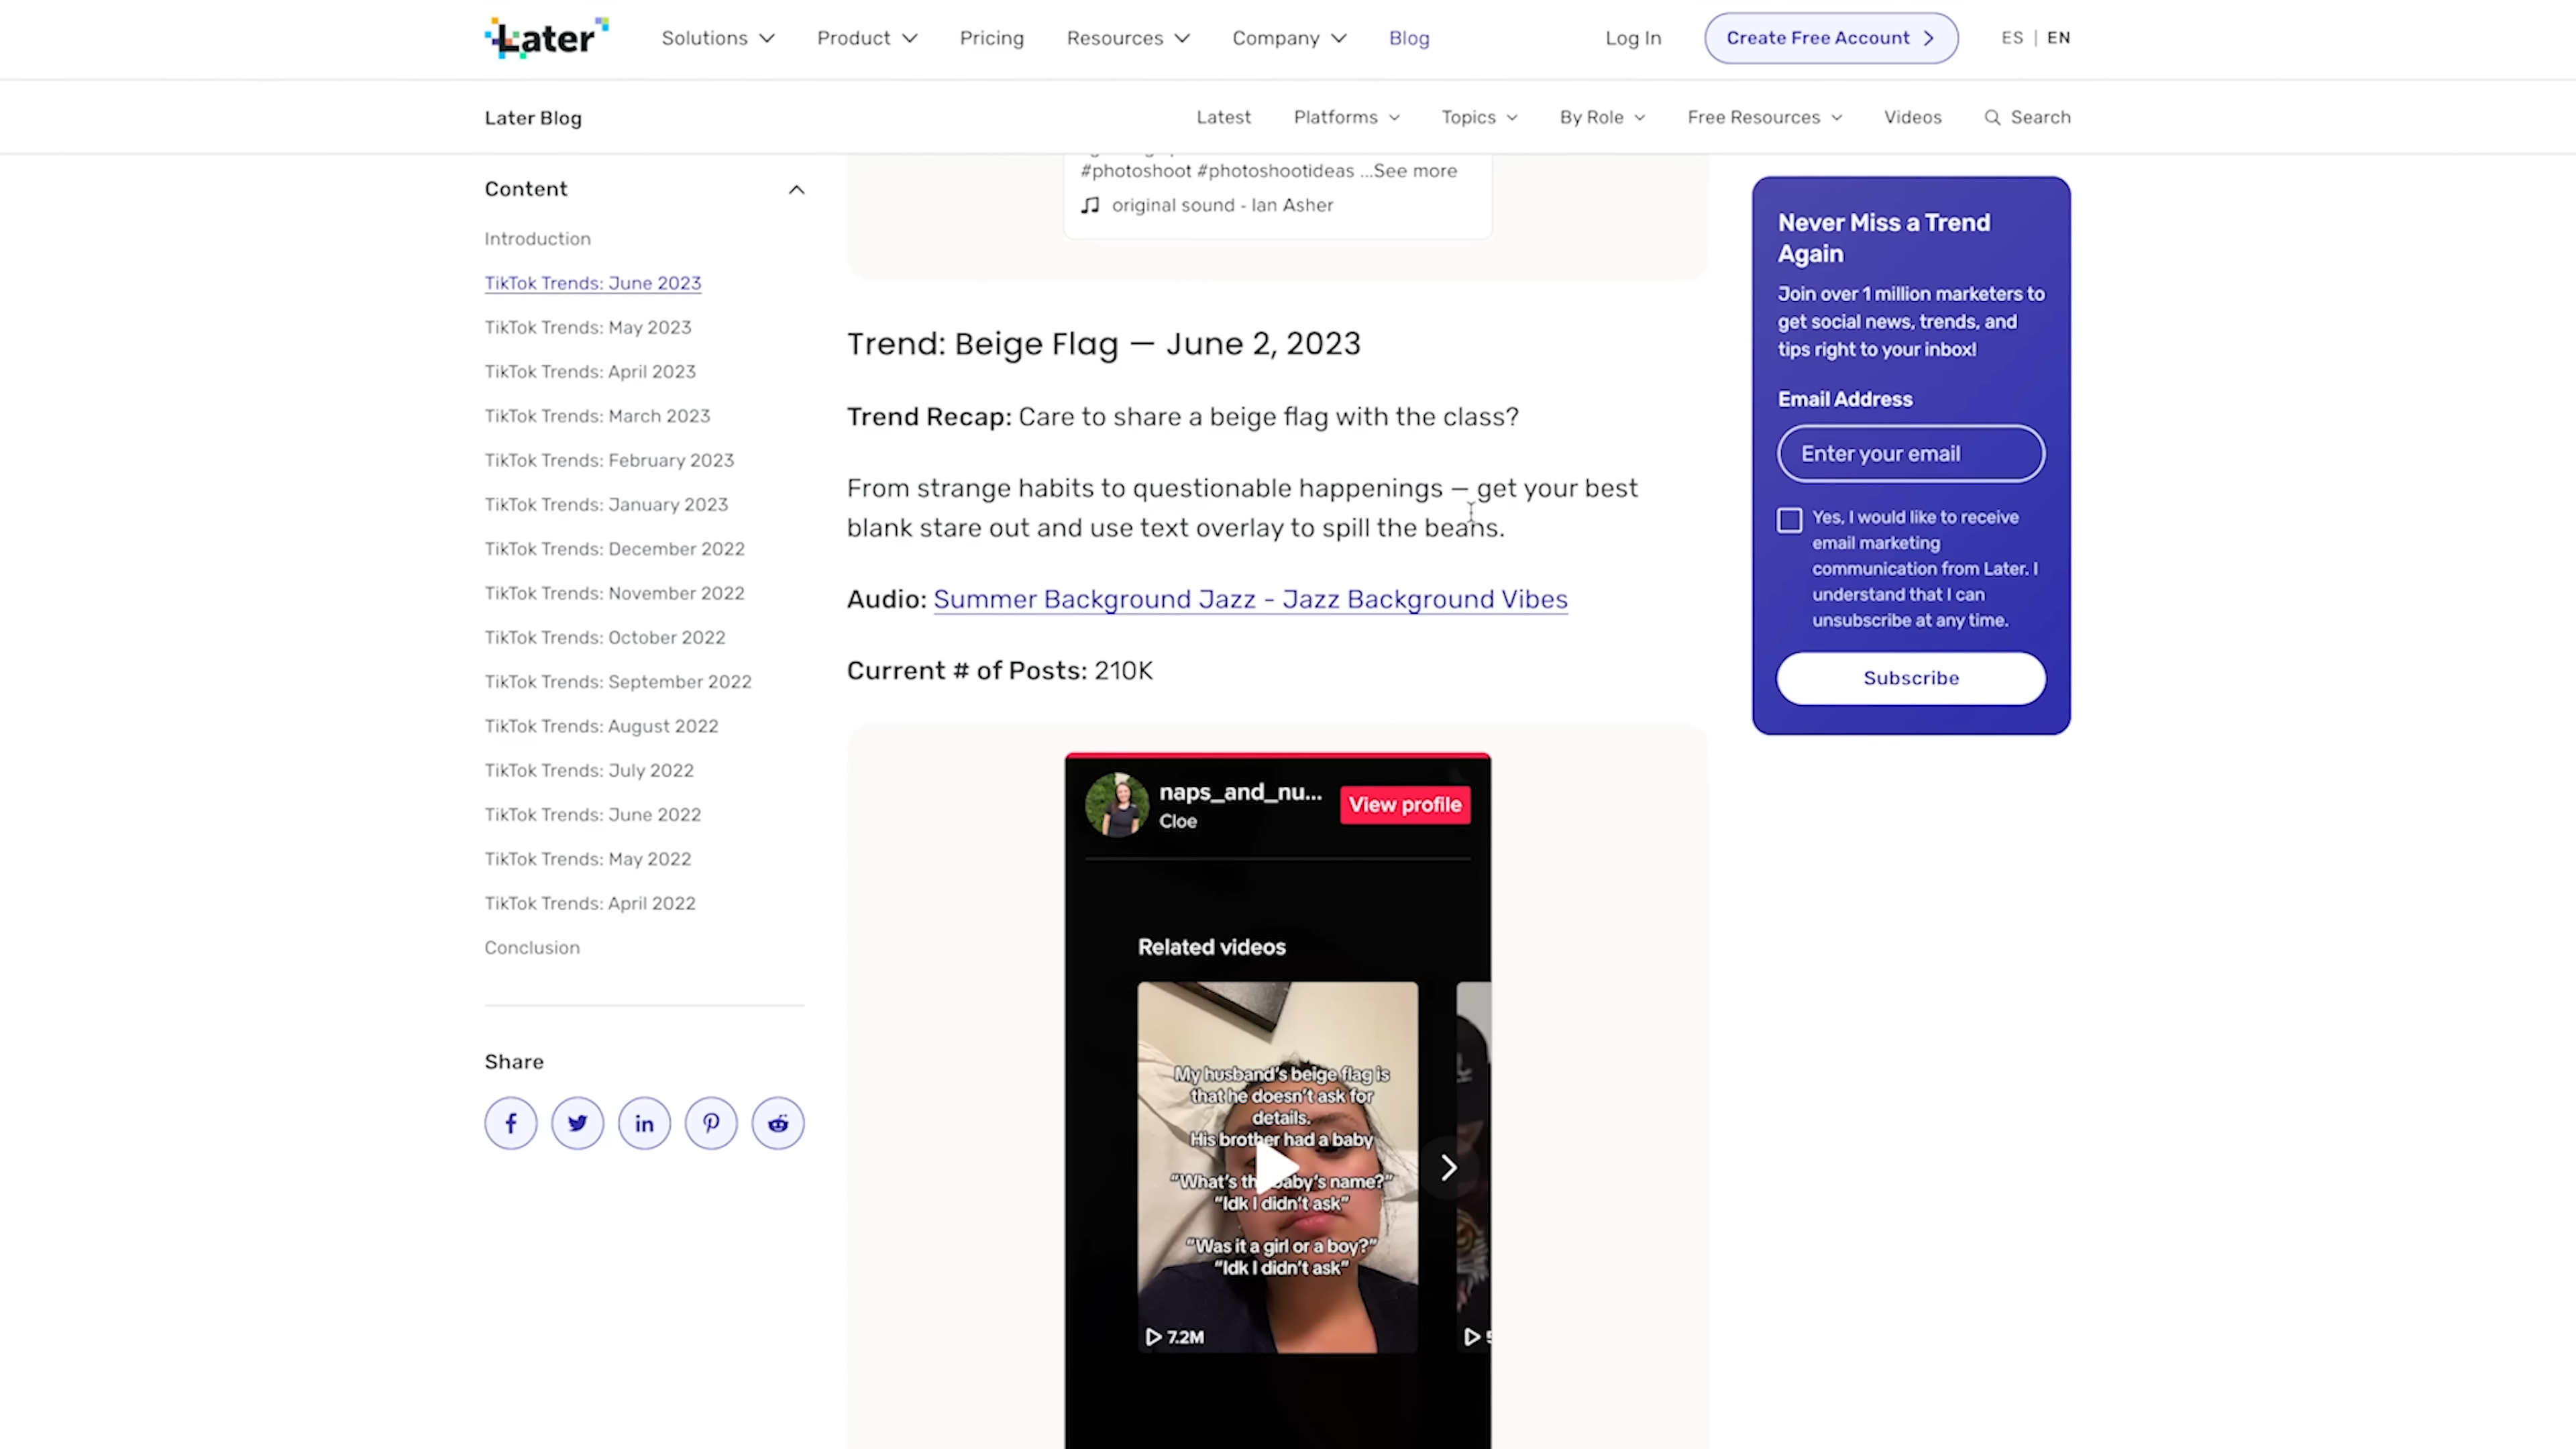 Later
Solutions
Product
Pricing
Resources
Company
Blog
Log In
Create Free Account
ES | EN
Later Blog
Latest
Platforms
Topics
By Role
Free Resources
Videos
Search
Content
Introduction
TikTok Trends: June 2023
TikTok Trends: May 2023
TikTok Trends: April 2023
TikTok Trends: March 2023
TikTok Trends: February 2023
TikTok Trends: January 2023
TikTok Trends: December 2022
TikTok Trends: November 2022
TikTok Trends: October 2022
TikTok Trends: September 2022
TikTok Trends: August 2022
TikTok Trends: July 2022
TikTok Trends: June 2022
TikTok Trends: May 2022
TikTok Trends: April 2022
Conclusion
Share
#photoshoot #photoshootideas ...See more
original sound - Ian Asher
Trend: Beige Flag — June 2, 2023
Trend Recap: Care to share a beige flag with the class?
From strange habits to questionable happenings — get your best
blank stare out and use text overlay to spill the beans.
Audio: Summer Background Jazz - Jazz Background Vibes
Current # of Posts: 210K
naps_and_nu...
Cloe
View profile
Related videos
My husband's beige flag is
that he doesn't ask for
details.
His brother had a baby
"What's th baby's name?"
"Idk I didn't ask"
"Was it a girl or a boy?"
"Idk I didn't ask"
7.2M
Never Miss a Trend
Again
Join over 1 million marketers to
get social news, trends, and
tips right to your inbox!
Email Address
Enter your email
Yes, I would like to receive
email marketing
communication from Later. I
understand that I can
unsubscribe at any time.
Subscribe